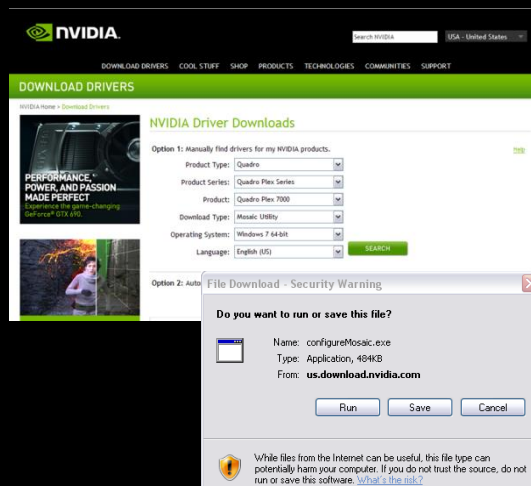 NVIDIA.
Search NVIDIA
USA - United States
DOWNLOAD DRIVERS COOL STUFF SHOP PRODUCTS TECHNOLOGIES COMMUNITIES SUPPORT
DOWNLOAD DRIVERS
NVIDIA Home > Download Drivers
NVIDIA Driver Downloads
Option 1: Manually find drivers for my NVIDIA products.
Help
Product Type: Quadro
Product Series: Quadro Plex Series
Product: Quadro Plex 7000
Download Type: Mosaic Utility
Operating System: Windows 7 64-bit
Language: English (US)
SEARCH
PERFORMANCE,
POWER, AND PASSION
MADE PERFECT
Experience the game-changing
GeForce® GTX 690.
Option 2: Auto
File Download - Security Warning
Do you want to run or save this file?
Name: configureMosaic.exe
Type: Application, 484KB
From: us.download.nvidia.com
Run Save Cancel
While files from the Internet can be useful, this file type can
potentially harm your computer. If you do not trust the source, do not
run or save this software. What's the risk?